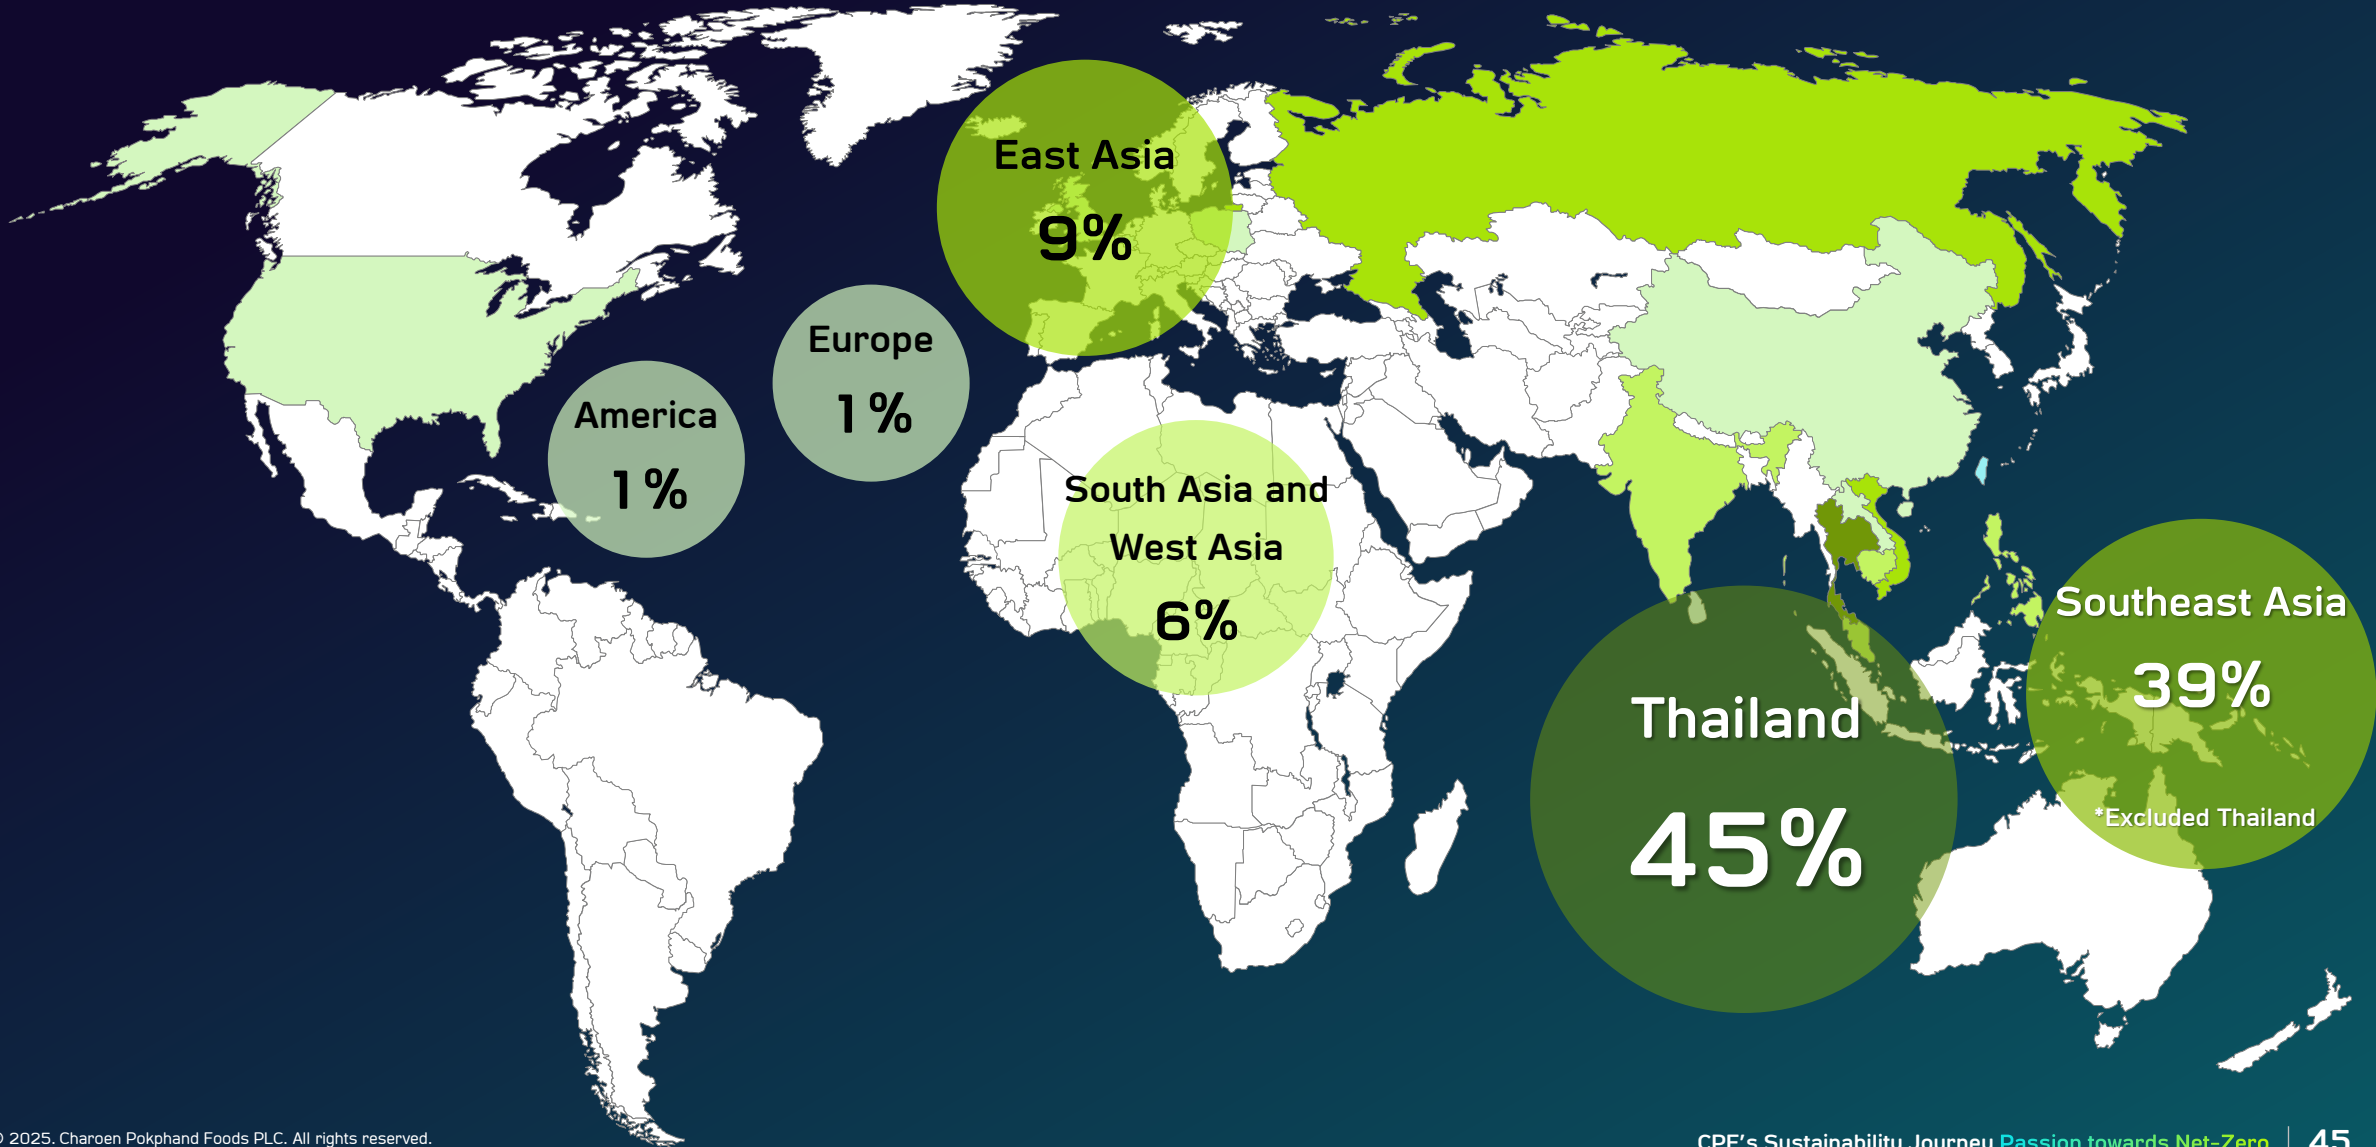 East Asia
9%
Europe
1%
America
1%
South Asia and
West Asia
6%
Southeast Asia
39%
*Excluded Thailand
Thailand
45%
© 2025. Charoen Pokphand Foods PLC. All rights reserved.
CPF's Sustainability Journey Passion towards Net-Zero | 45